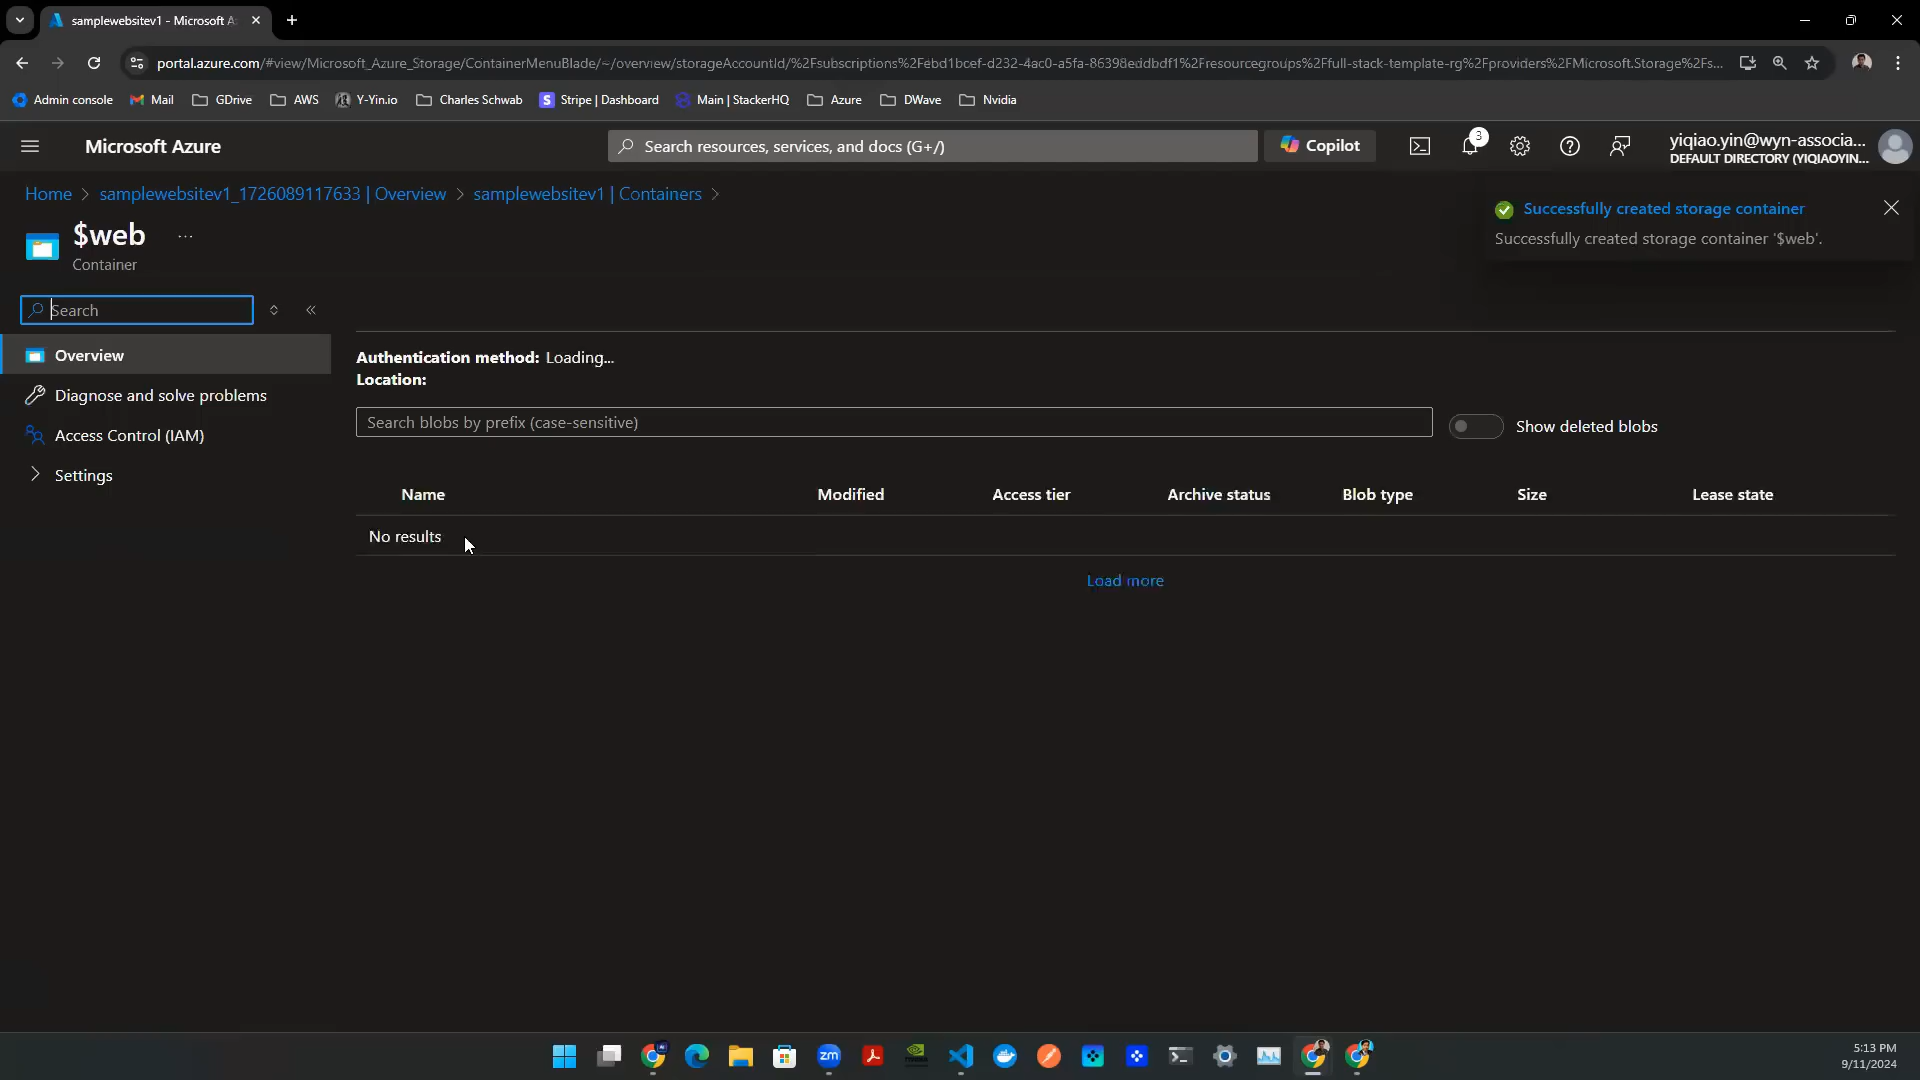 samplewebsitev1 - Microsoft A
portal.azure.com/#view/Microsoft_Azure_Storage/ContainerMenuBlade/~/overview/storageAccountId/%2Fsubscriptions%2Febd1bcef-d232-4ac0-a5fa-86398eddbdf1%2Fresourcegroups%2Ffull-stack-template-rg%2Fproviders%2FMicrosoft.Storage%2Fs...
Admin console Mail GDrive AWS Y-Yin.io Charles Schwab Stripe | Dashboard Main | StackerHQ Azure DWave Nvidia
Microsoft Azure
Search resources, services, and docs (G+/)
Copilot
3
yiqiao.yin@wyn-associa...
DEFAULT DIRECTORY (YIQIAOYIN...
Home > samplewebsitev1_1726089117633 | Overview > samplewebsitev1 | Containers >
Successfully created storage container
Successfully created storage container '$web'.
$web ...
Container
Search
Overview
Diagnose and solve problems
Access Control (IAM)
Settings
Authentication method: Loading...
Location:
Search blobs by prefix (case-sensitive)
Show deleted blobs
Name Modified Access tier Archive status Blob type Size Lease state
No results
Load more
zm
5:13 PM
9/11/2024